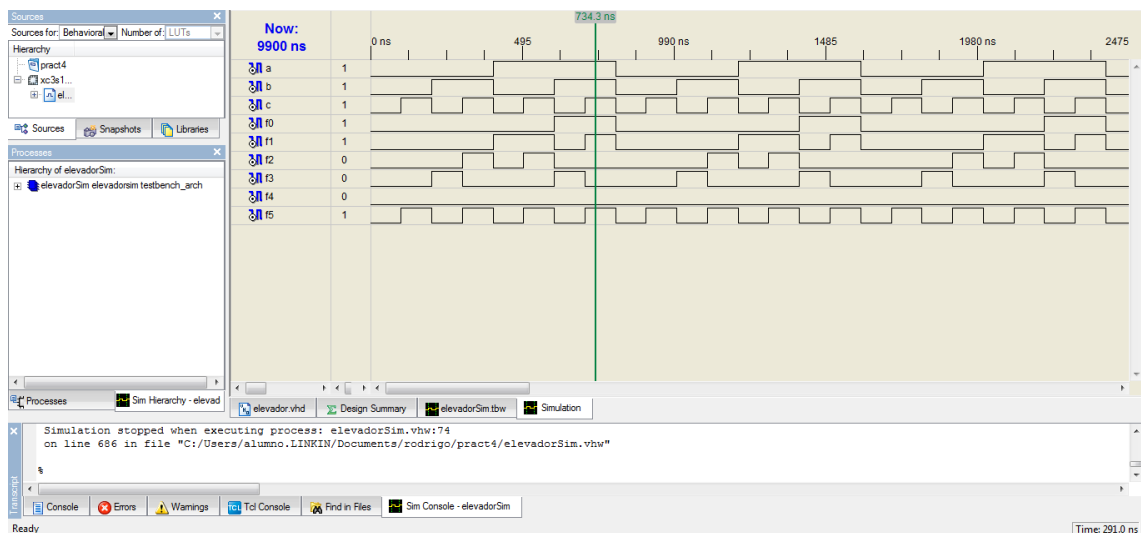 Sources
Sources for: Behavioral Number of: LUTs
Hierarchy
pract4
xc3s1...
el...
Sources Snapshots Libraries
Processes
Hierarchy of elevadorSim:
elevadorSim elevadorsim testbench_arch
Processes Sim Hierarchy - elevad
Now:
9900 ns
734.3 ns
0 ns 495 990 ns 1485 1980 ns 2475
a 1
b 1
c 1
f0 1
f1 1
f2 0
f3 0
f4 0
f5 1
elevador.vhd Design Summary elevadorSim.tbw Simulation
Simulation stopped when executing process: elevadorSim.vhw:74
on line 686 in file "C:/Users/alumno.LINKIN/Documents/rodrigo/pract4/elevadorSim.vhw"
%
Transcript
Console Errors Warnings TCL Tcl Console Find in Files Sim Console - elevadorSim
Ready Time: 291.0 ns